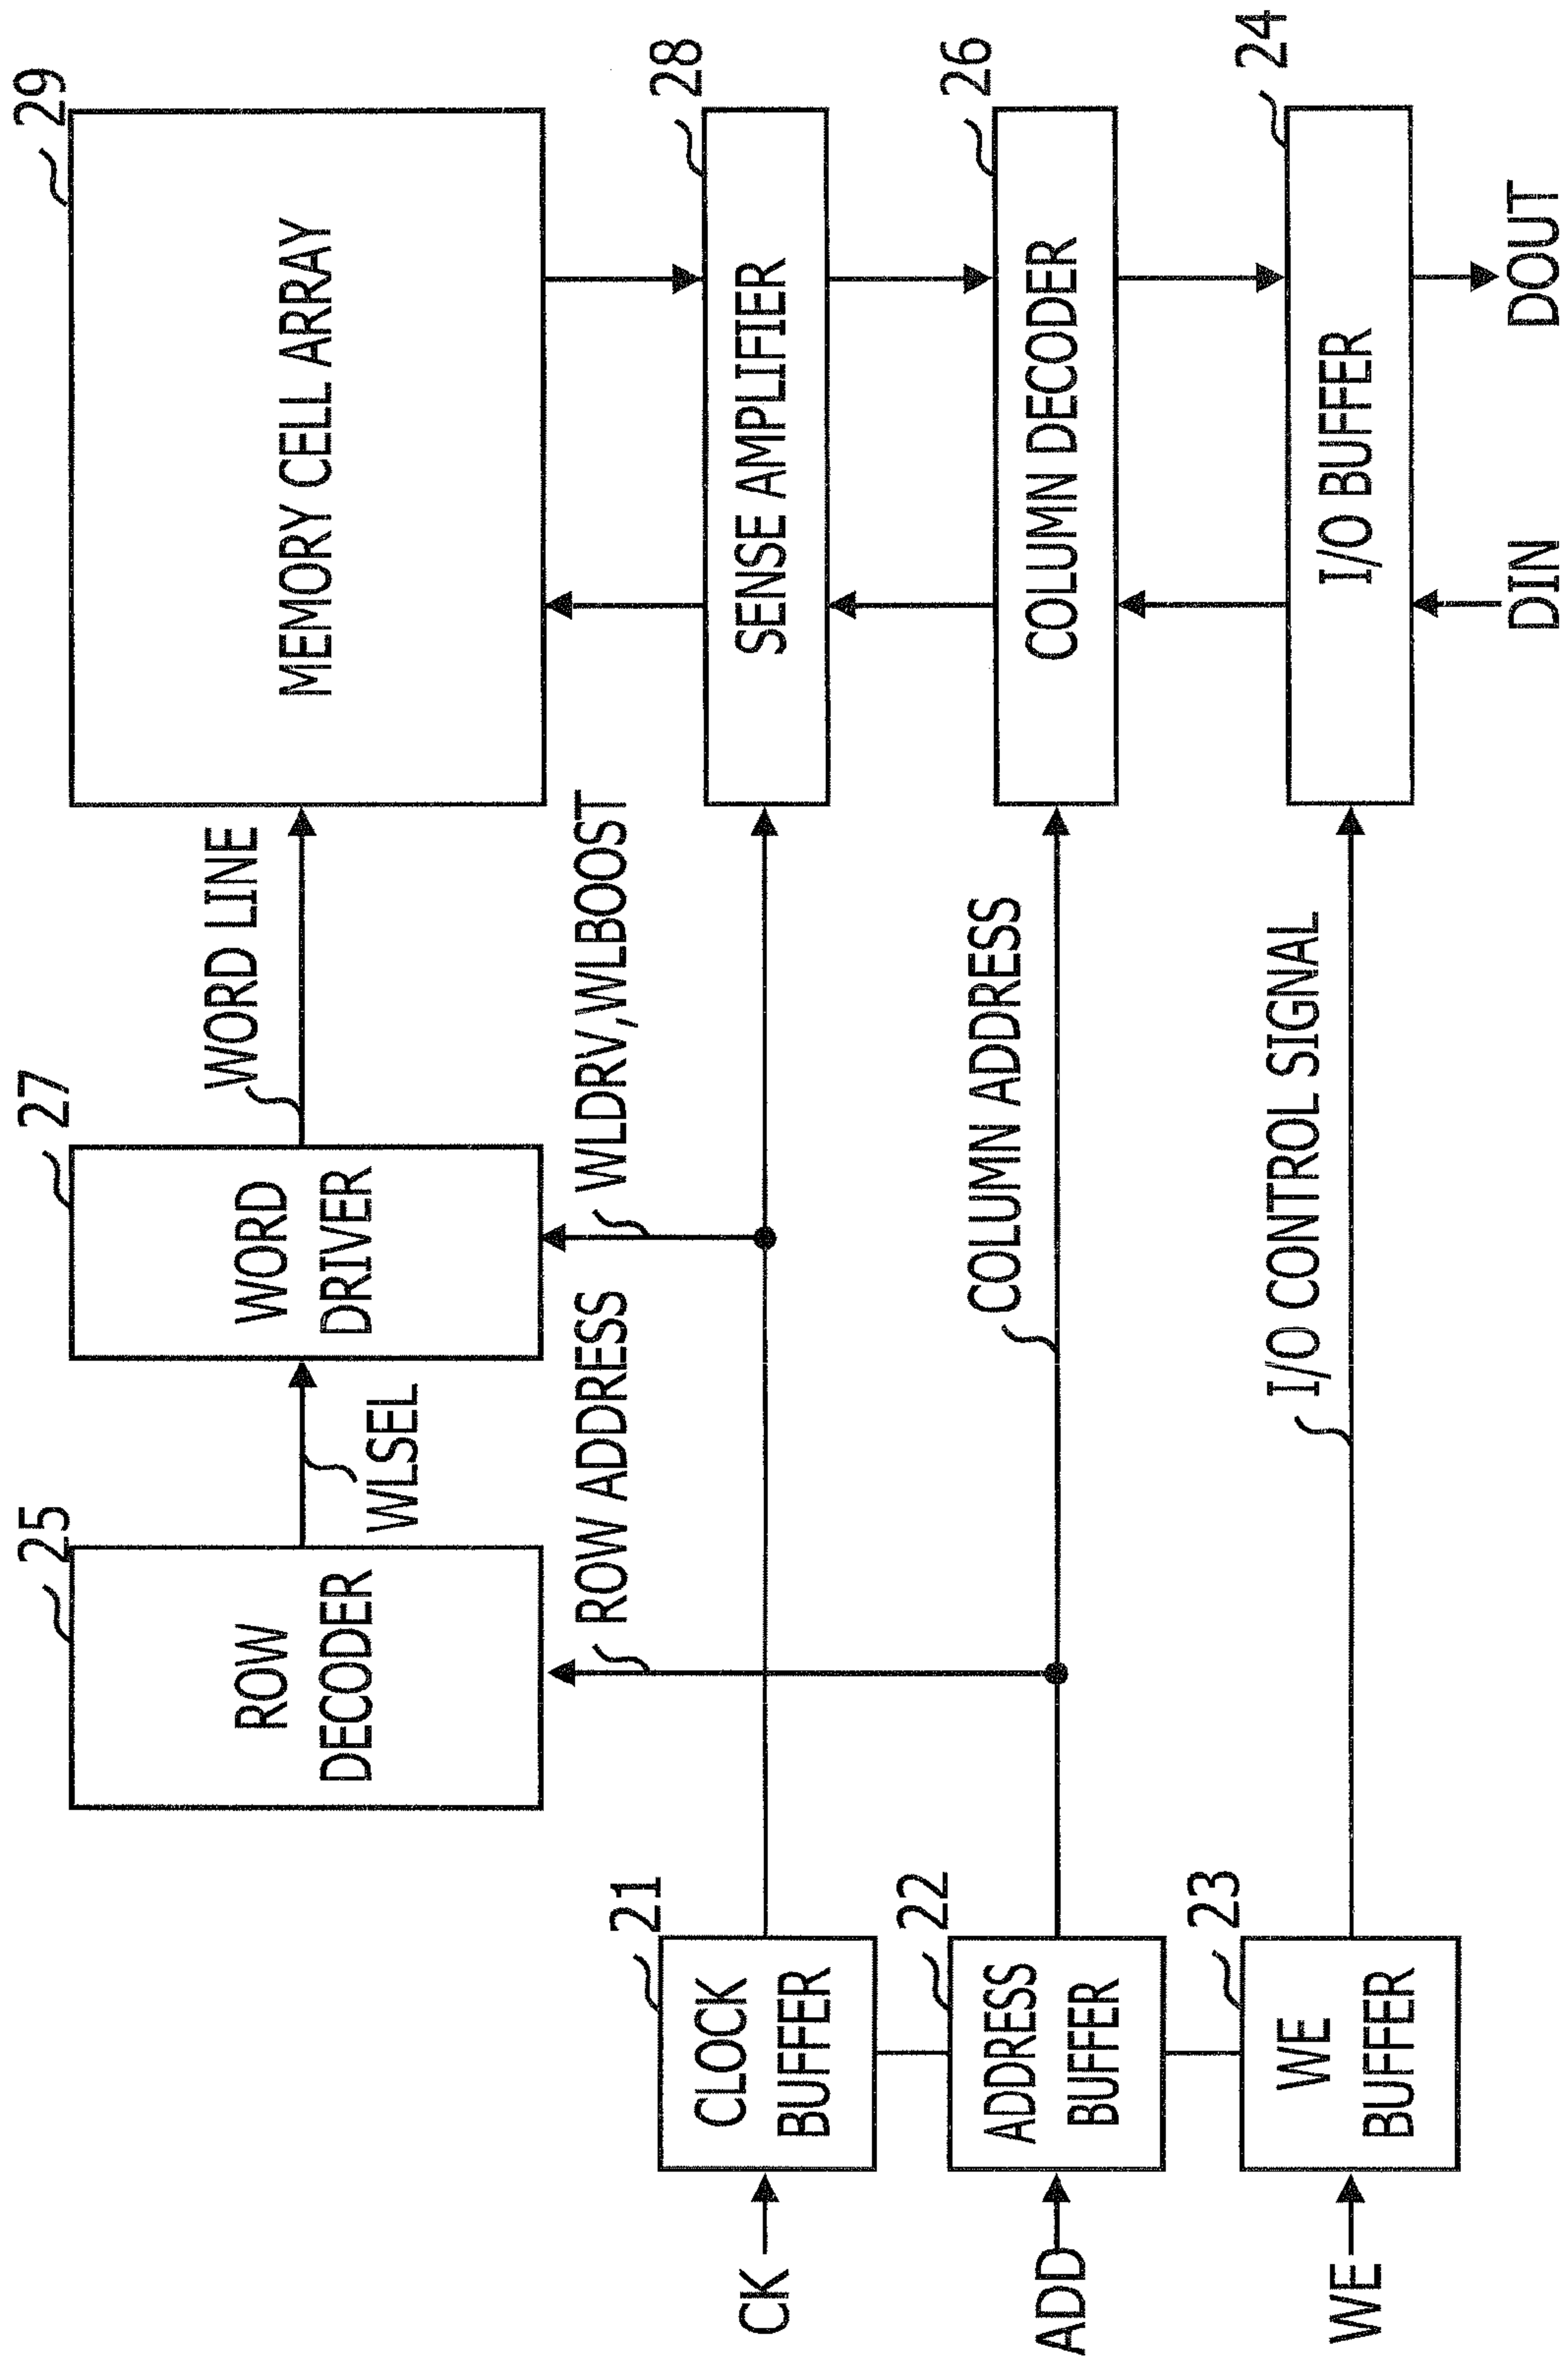 29
MEMORY CELL ARRAY
27
WORD
DRIVER
WORD LINE
25
ROW
DECODER
WLSEL
ROW ADDRESS
WLDRV,WLBOOST
28
SENSE AMPLIFIER
21
CLOCK
BUFFER
CK
26
COLUMN DECODER
COLUMN ADDRESS
22
ADDRESS
BUFFER
ADD
24
I/O BUFFER
I/O CONTROL SIGNAL
23
WE
BUFFER
WE
DIN
DOUT